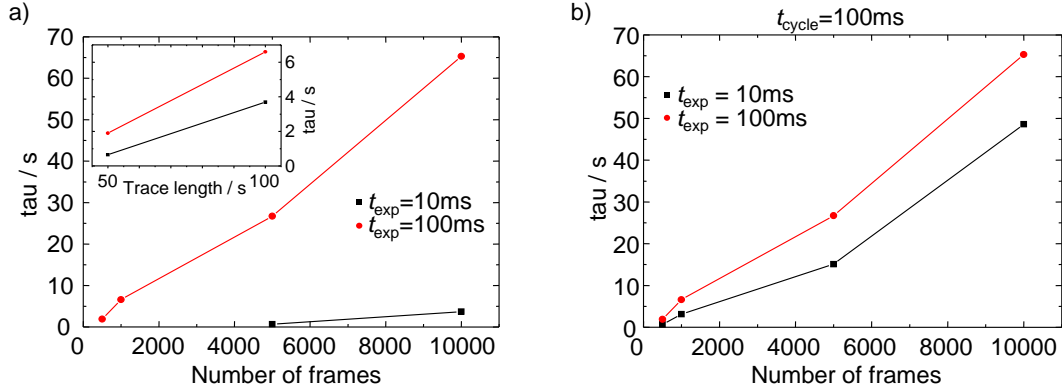 a)
70
60
50
40
30
20
10
0
tau / s
0
2000
4000
6000
8000
10000
Number of frames
6
4
2
0
tau / s
50
Trace length / s
100
t_exp=10ms
t_exp=100ms
b)
t_cycle=100ms
70
60
50
40
30
20
10
0
tau / s
0
2000
4000
6000
8000
10000
Number of frames
t_exp = 10ms
t_exp = 100ms